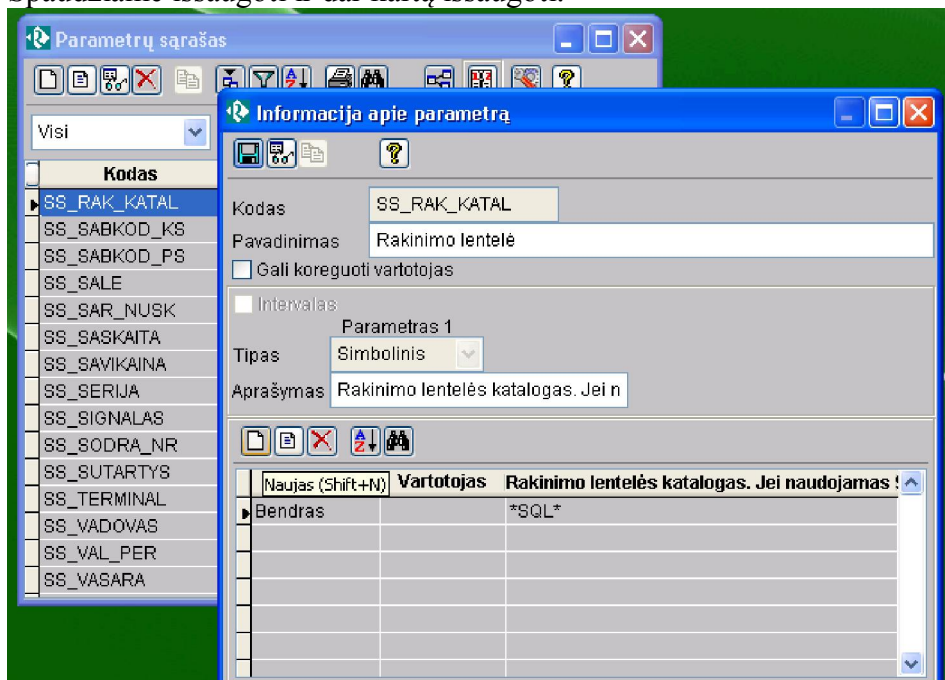 Spaudžiame išsaugoti ir dar kartą išsaugoti.
Parametrų sąrašas
Visi
Kodas
SS_RAK_KATAL
SS_SABKOD_KS
SS_SABKOD_PS
SS_SALE
SS_SAR_NUSK
SS_SASKAITA
SS_SAVIKAINA
SS_SERIJA
SS_SIGNALAS
SS_SODRA_NR
SS_SUTARTYS
SS_TERMINAL
SS_VADOVAS
SS_VAL_PER
SS_VASARA
Informacija apie parametrą
Kodas SS_RAK_KATAL
Pavadinimas Rakinimo lentelė
Gali koreguoti vartotojas
Intervalas
Parametras 1
Tipas Simbolinis
Aprašymas Rakinimo lentelės katalogas. Jei n
Naujas (Shift+N) Vartotojas Rakinimo lentelės katalogas. Jei naudojamas
Bendras *SQL*